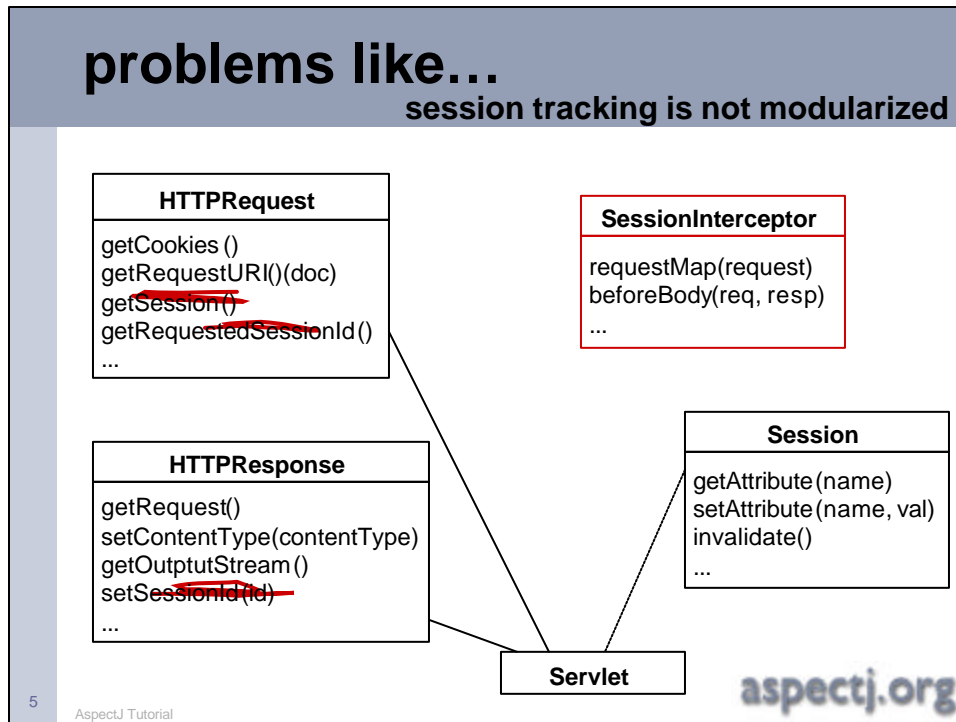 problems like…
session tracking is not modularized
HTTPRequest
getCookies ()
getRequestURI()(doc)
getSession()
getRequestedSessionId()
...
SessionInterceptor
requestMap(request)
beforeBody(req, resp)
...
HTTPResponse
getRequest()
setContentType(contentType)
getOutptutStream()
setSessionId(id)
...
Session
getAttribute(name)
setAttribute(name, val)
invalidate()
...
Servlet
5
AspectJ Tutorial
aspectj.org